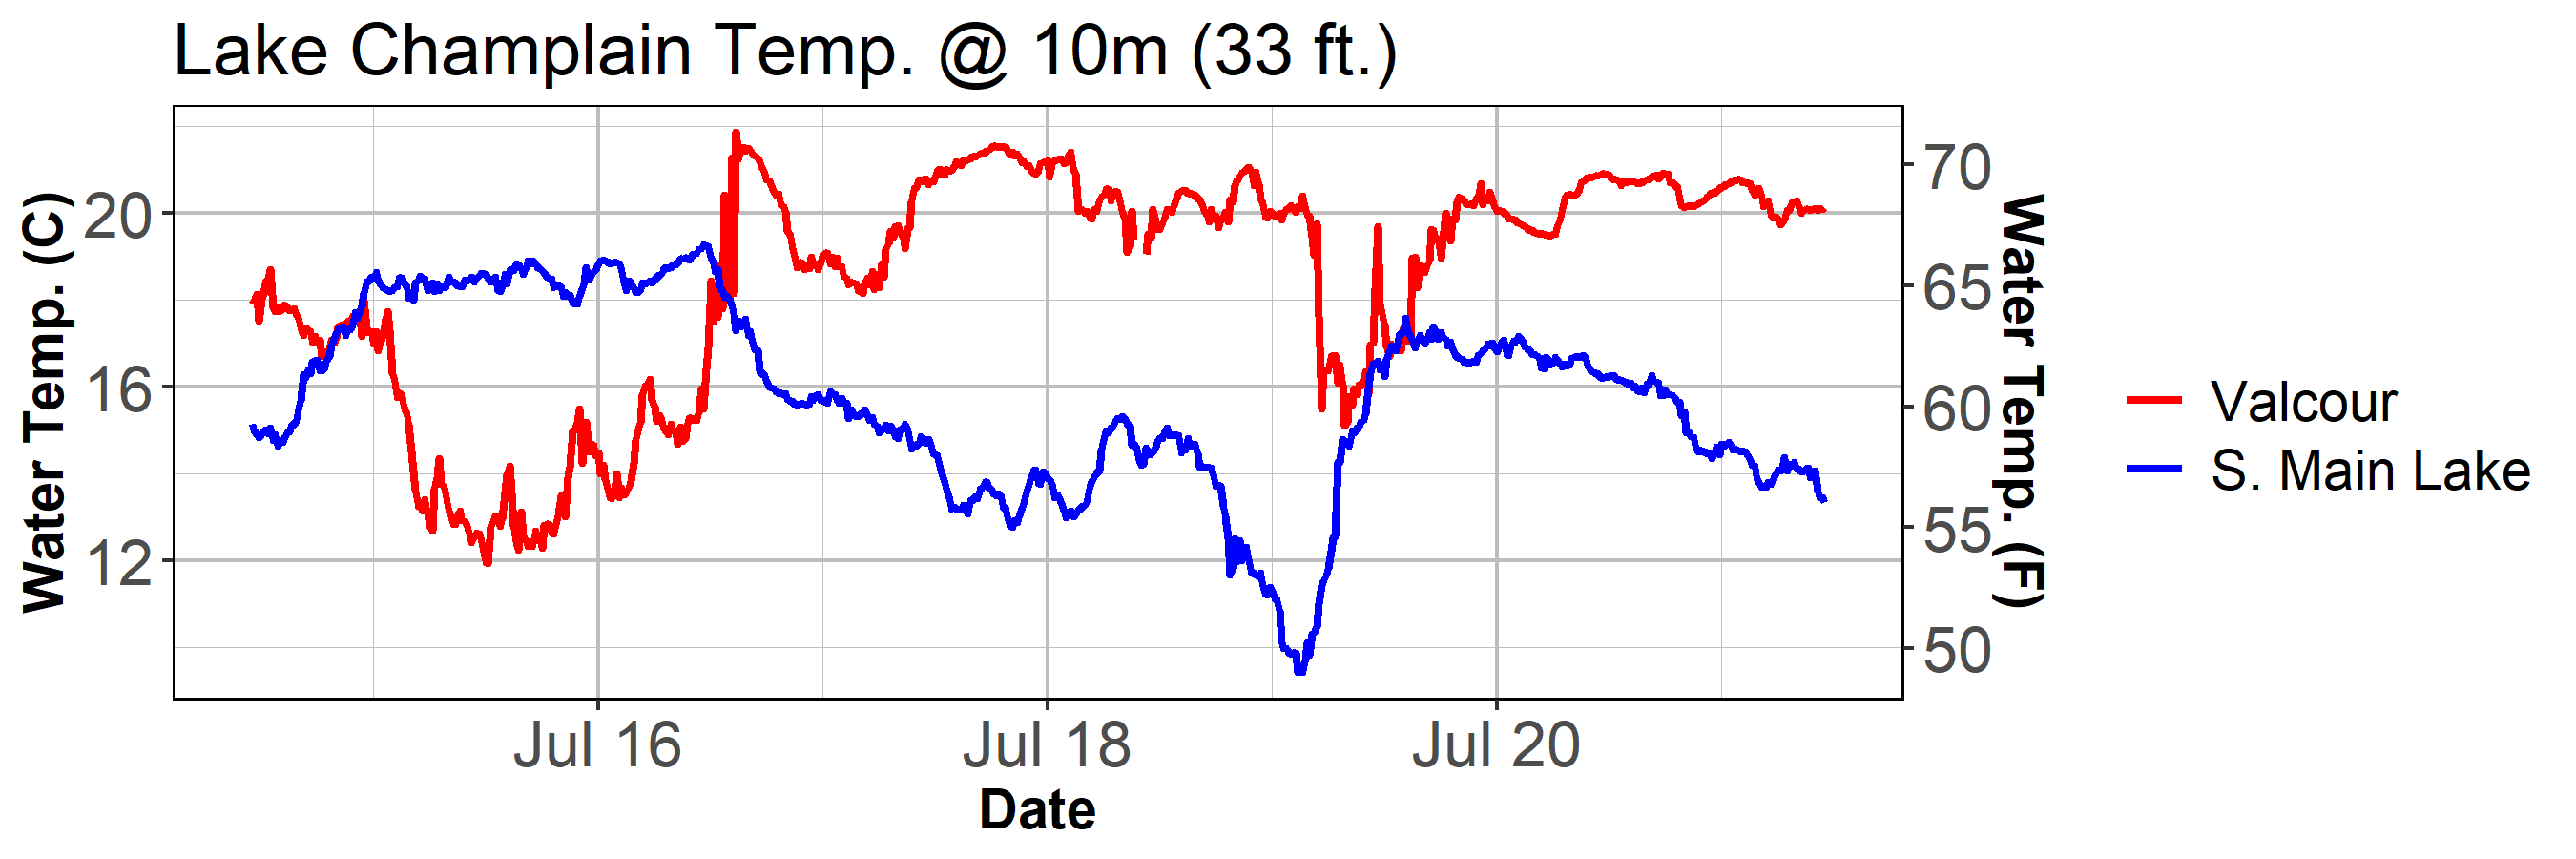 Lake Champlain Temp. @ 10m (33 ft.)
Water Temp. (C)
20
16
12
70
65
60
55
50
Water Temp. (F)
Jul 16
Jul 18
Jul 20
Date
Valcour
S. Main Lake